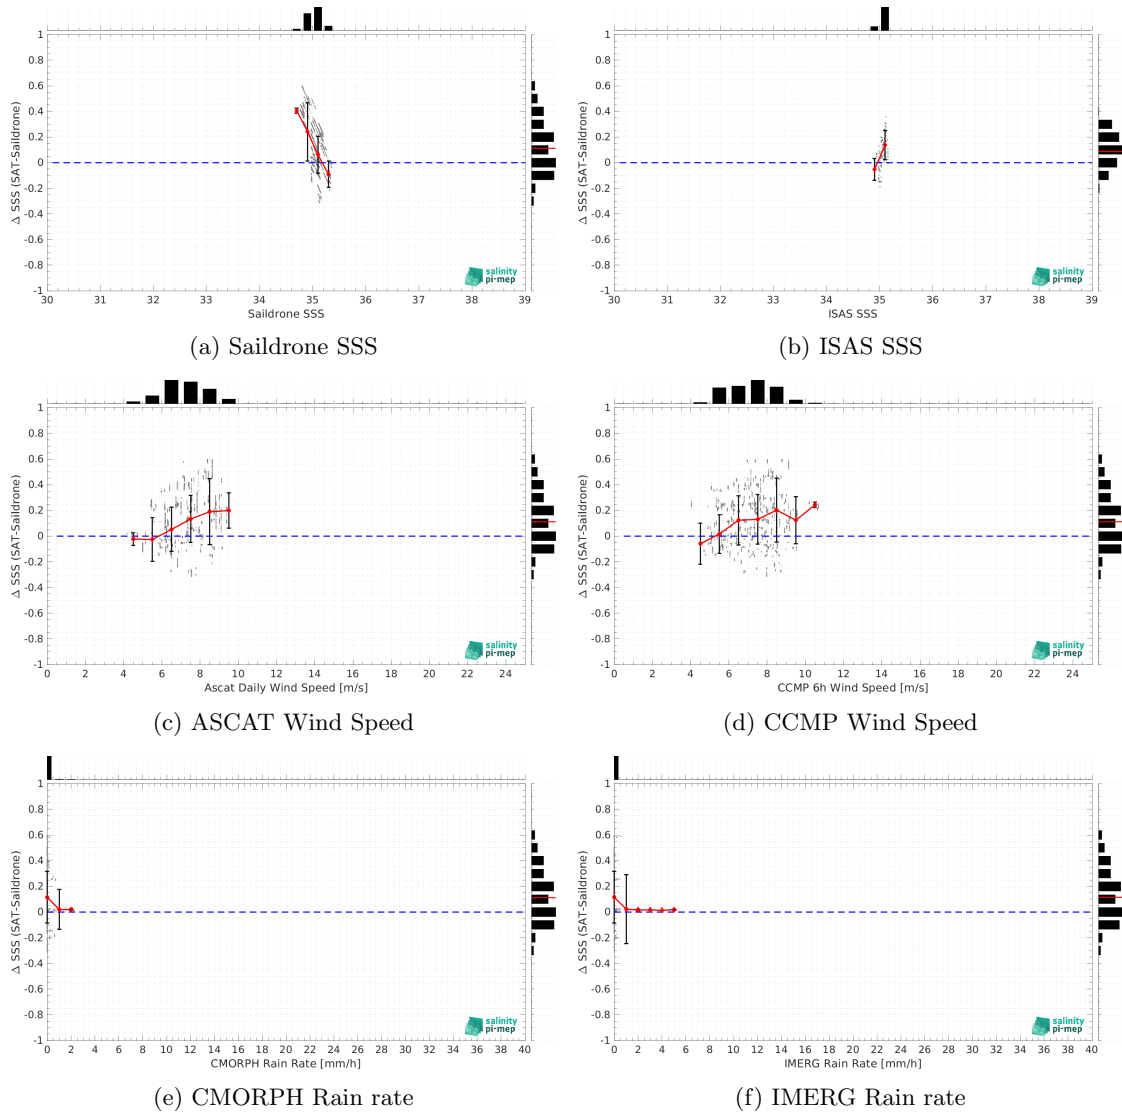 1
0.8
0.6
0.4
0.2
0
-0.2
-0.4
-0.6
-0.8
-1
Δ SSS (SAT-Saildrone)
salinity
pi-mep
30 31 32 33 34 35 36 37 38 39
Saildrone SSS
(a) Saildrone SSS
1
0.8
0.6
0.4
0.2
0
-0.2
-0.4
-0.6
-0.8
-1
Δ SSS (SAT-Saildrone)
salinity
pi-mep
30 31 32 33 34 35 36 37 38 39
ISAS SSS
(b) ISAS SSS
1
0.8
0.6
0.4
0.2
0
-0.2
-0.4
-0.6
-0.8
-1
Δ SSS (SAT-Saildrone)
salinity
pi-mep
0 2 4 6 8 10 12 14 16 18 20 22 24
Ascat Daily Wind Speed [m/s]
(c) ASCAT Wind Speed
1
0.8
0.6
0.4
0.2
0
-0.2
-0.4
-0.6
-0.8
-1
Δ SSS (SAT-Saildrone)
salinity
pi-mep
0 2 4 6 8 10 12 14 16 18 20 22 24
CCMP 6h Wind Speed [m/s]
(d) CCMP Wind Speed
1
0.8
0.6
0.4
0.2
0
-0.2
-0.4
-0.6
-0.8
-1
Δ SSS (SAT-Saildrone)
salinity
pi-mep
0 2 4 6 8 10 12 14 16 18 20 22 24 26 28 30 32 34 36 38 40
CMORPH Rain Rate [mm/h]
(e) CMORPH Rain rate
1
0.8
0.6
0.4
0.2
0
-0.2
-0.4
-0.6
-0.8
-1
Δ SSS (SAT-Saildrone)
salinity
pi-mep
0 2 4 6 8 10 12 14 16 18 20 22 24 26 28 30 32 34 36 38 40
IMERG Rain Rate [mm/h]
(f) IMERG Rain rate